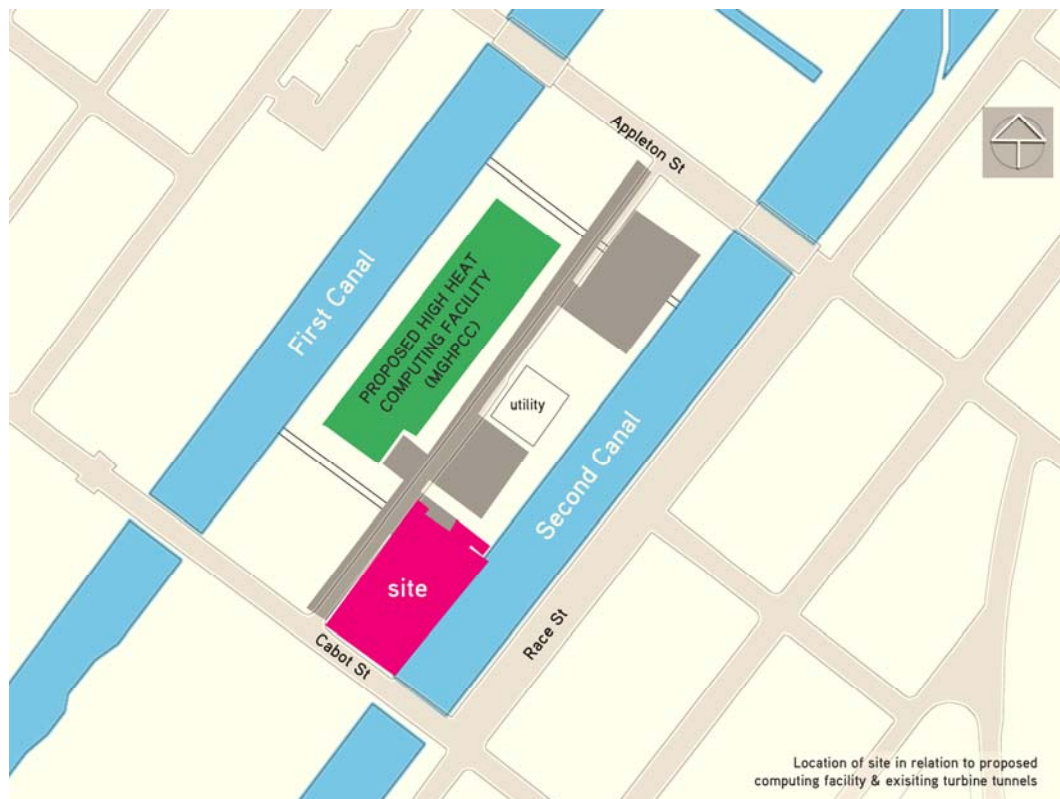 Appleton St
First Canal
PROPOSED HIGH HEAT
COMPUTING FACILITY
(MGHPCC)
utility
Second Canal
site
Race St
Cabot St
Location of site in relation to proposed
computing facility & exisiting turbine tunnels